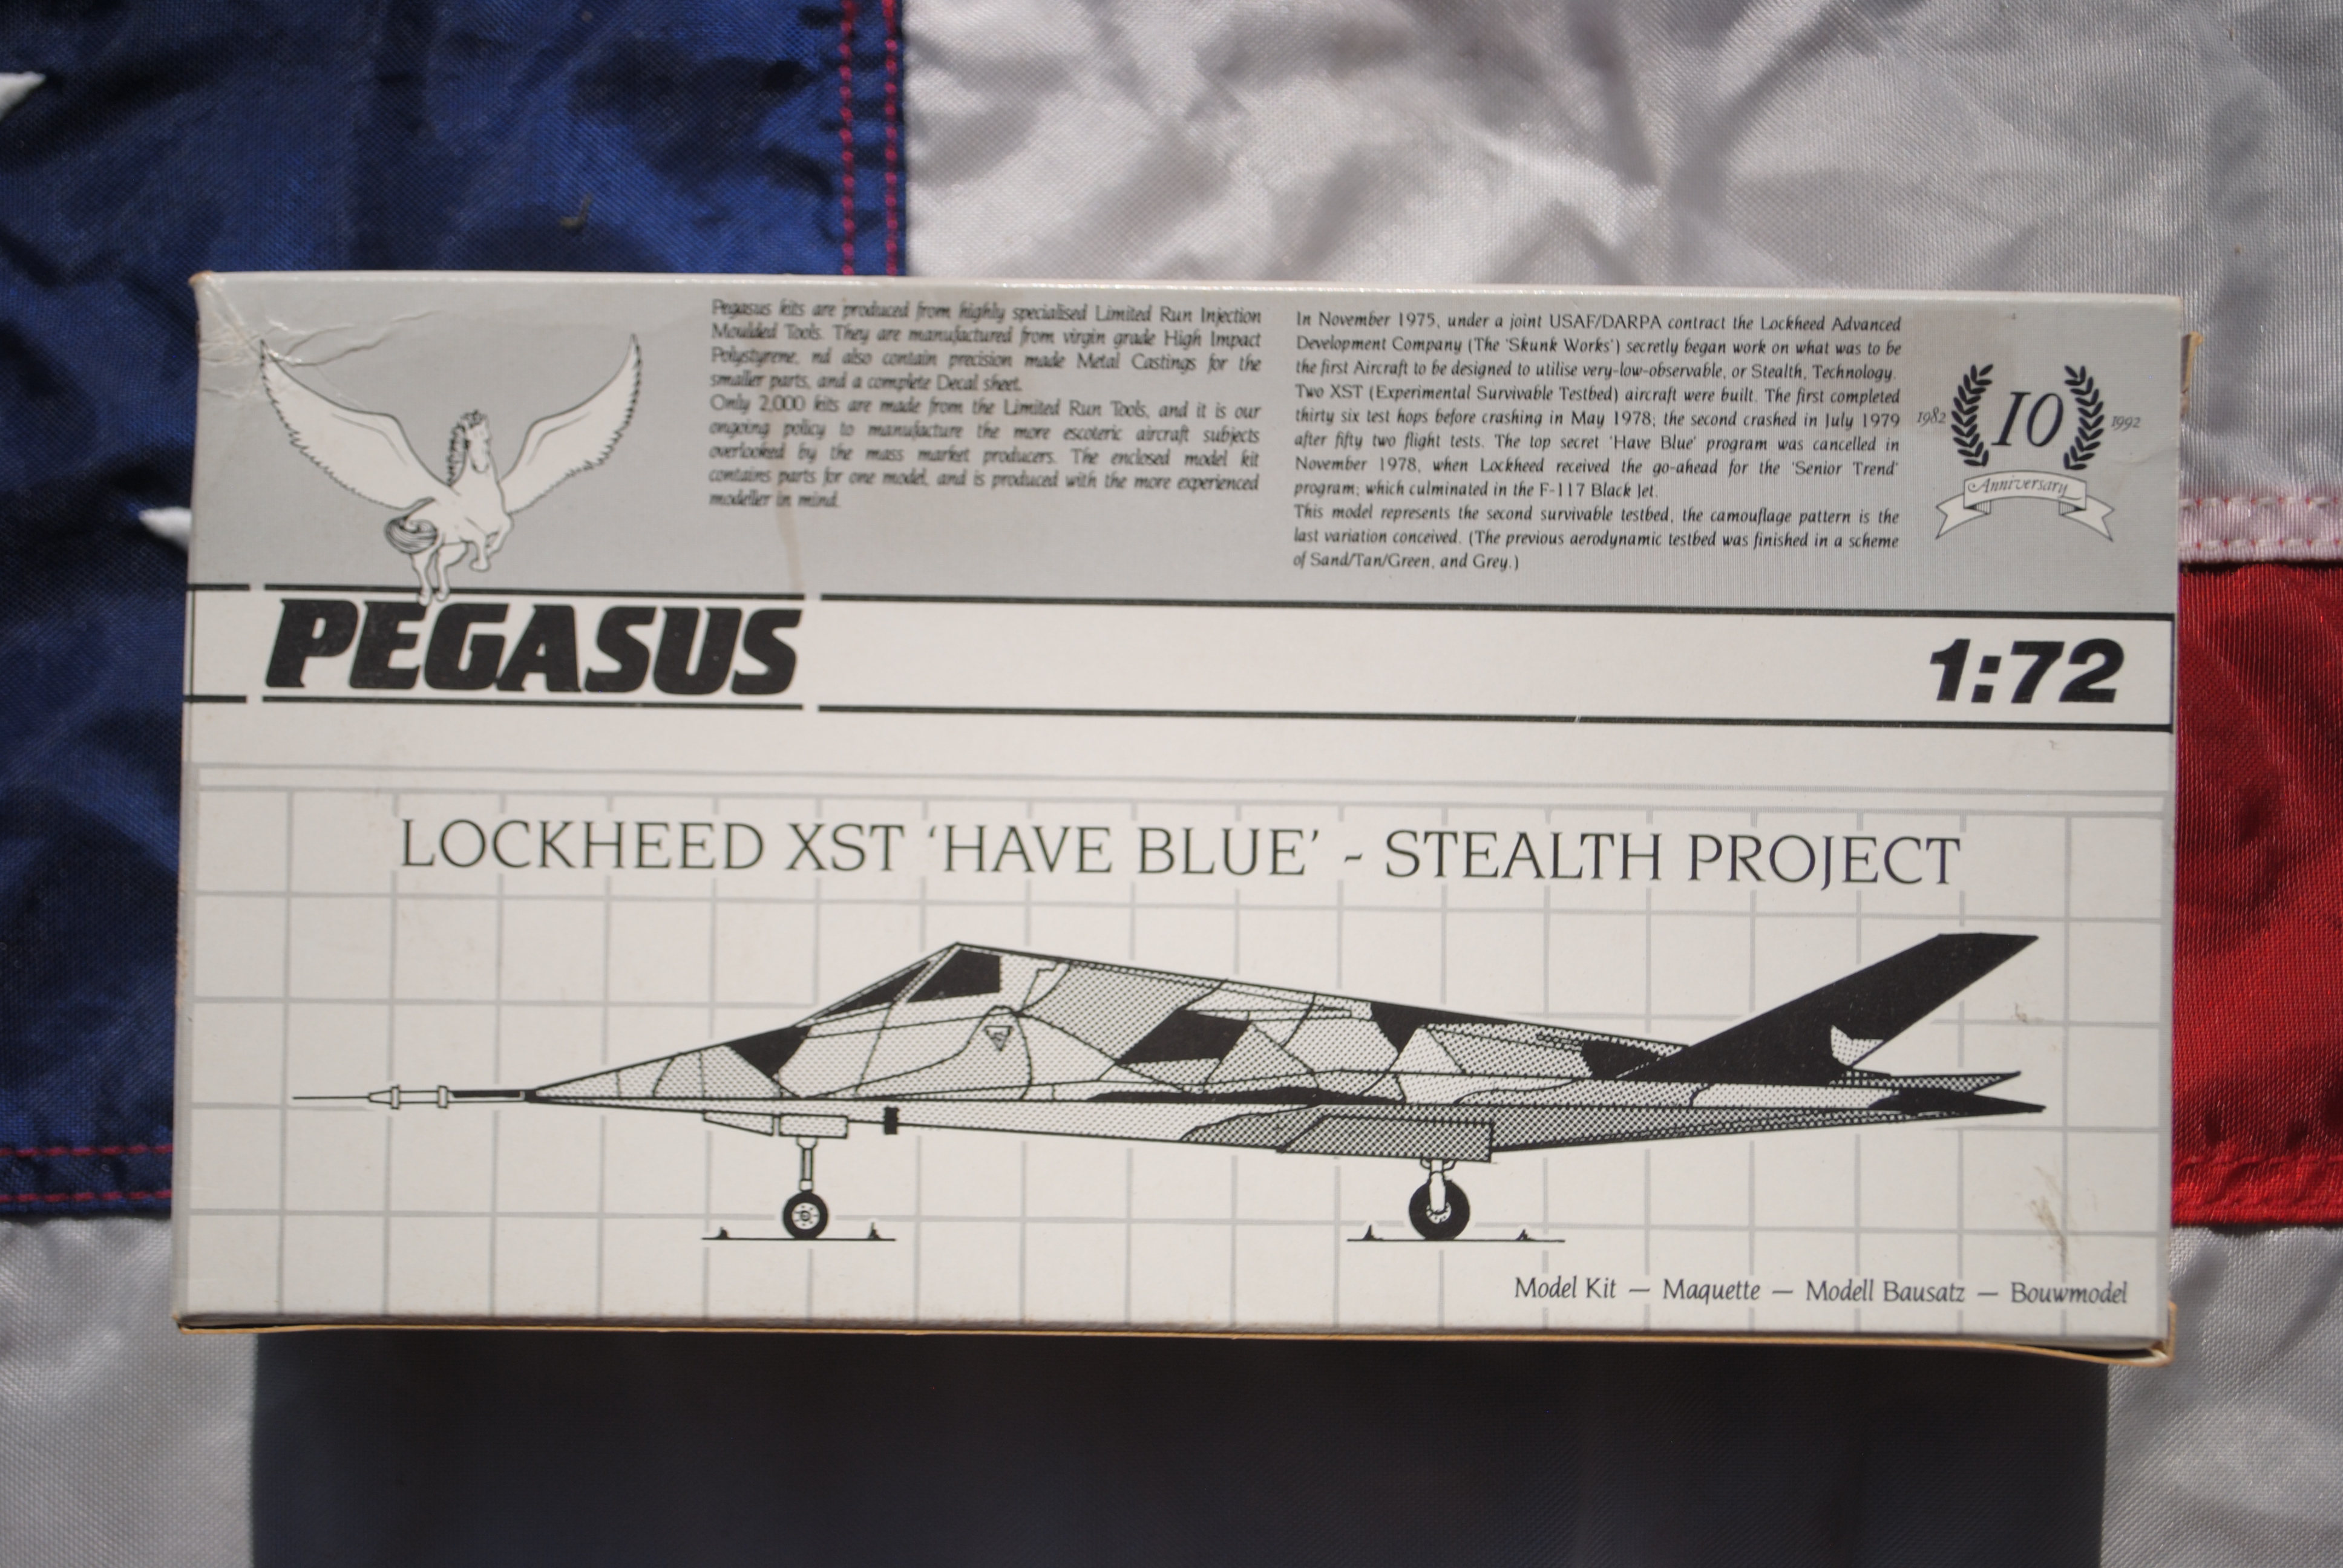 Pegasus kits are produced from highly specialised Limited Run Injection
Moulded Tools. They are manufactured from virgin grade High Impact
Polystyrene, nd also contain precision made Metal Castings for the
smaller parts, and a complete Decal sheet.
Only 2,000 kits are made from the Limited Run Tools, and it is our
ongoing policy to manufacture the more escoteric aircraft subjects
overlooked by the mass market producers. The enclosed model kit
contains parts for one model, and is produced with the more experienced
modeller in mind.
In November 1975, under a joint USAF/DARPA contract the Lockheed Advanced
Development Company (The 'Skunk Works') secretly began work on what was to be
the first Aircraft to be designed to utilise very-low-observable, or Stealth, Technology.
Two XST (Experimental Survivable Testbed) aircraft were built. The first completed
thirty six test hops before crashing in May 1978; the second crashed in July 1979
after fifty two flight tests. The top secret 'Have Blue' program was cancelled in
November 1978, when Lockheed received the go-ahead for the 'Senior Trend'
program; which culminated in the F-117 Black Jet.
This model represents the second survivable testbed, the camouflage pattern is the
last variation conceived. (The previous aerodynamic testbed was finished in a scheme
of Sand/Tan/Green, and Grey.)
1982 10 1992
Anniversary
PEGASUS
1:72
LOCKHEED XST 'HAVE BLUE' - STEALTH PROJECT
Model Kit — Maquette — Modell Bausatz — Bouwmodel